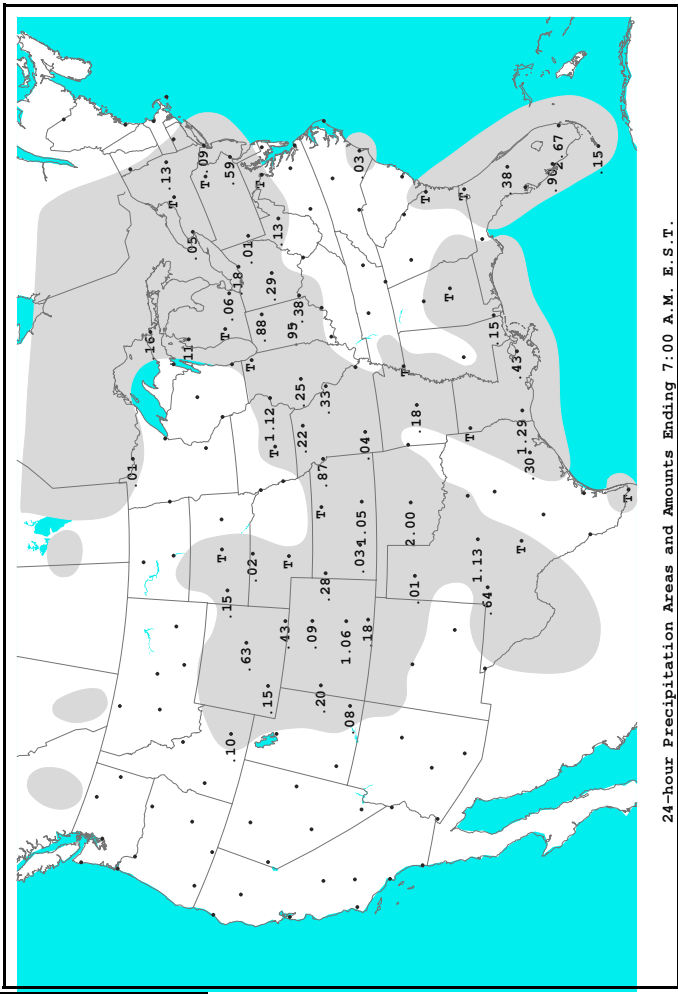 .01
.16
.13
T
11
.05
.09
T
T
T
.15
.06
.59
.10
.18
.63
.01
T
.02
T
.88
.15
1.12
.29
T
.13
.43
T
95
.38
.25
.22
.09
.20
T
.87
.28
.33
1.06
.08
03
.03
1.05
.04
.18
T
2.00
.01
.18
T
T
T
T
1.13
.64
.15
.38
.43
T
1.29
.30
.90
2.67
.15
T
24-hour Precipitation Areas and Amounts Ending 7:00 A.M. E.S.T.